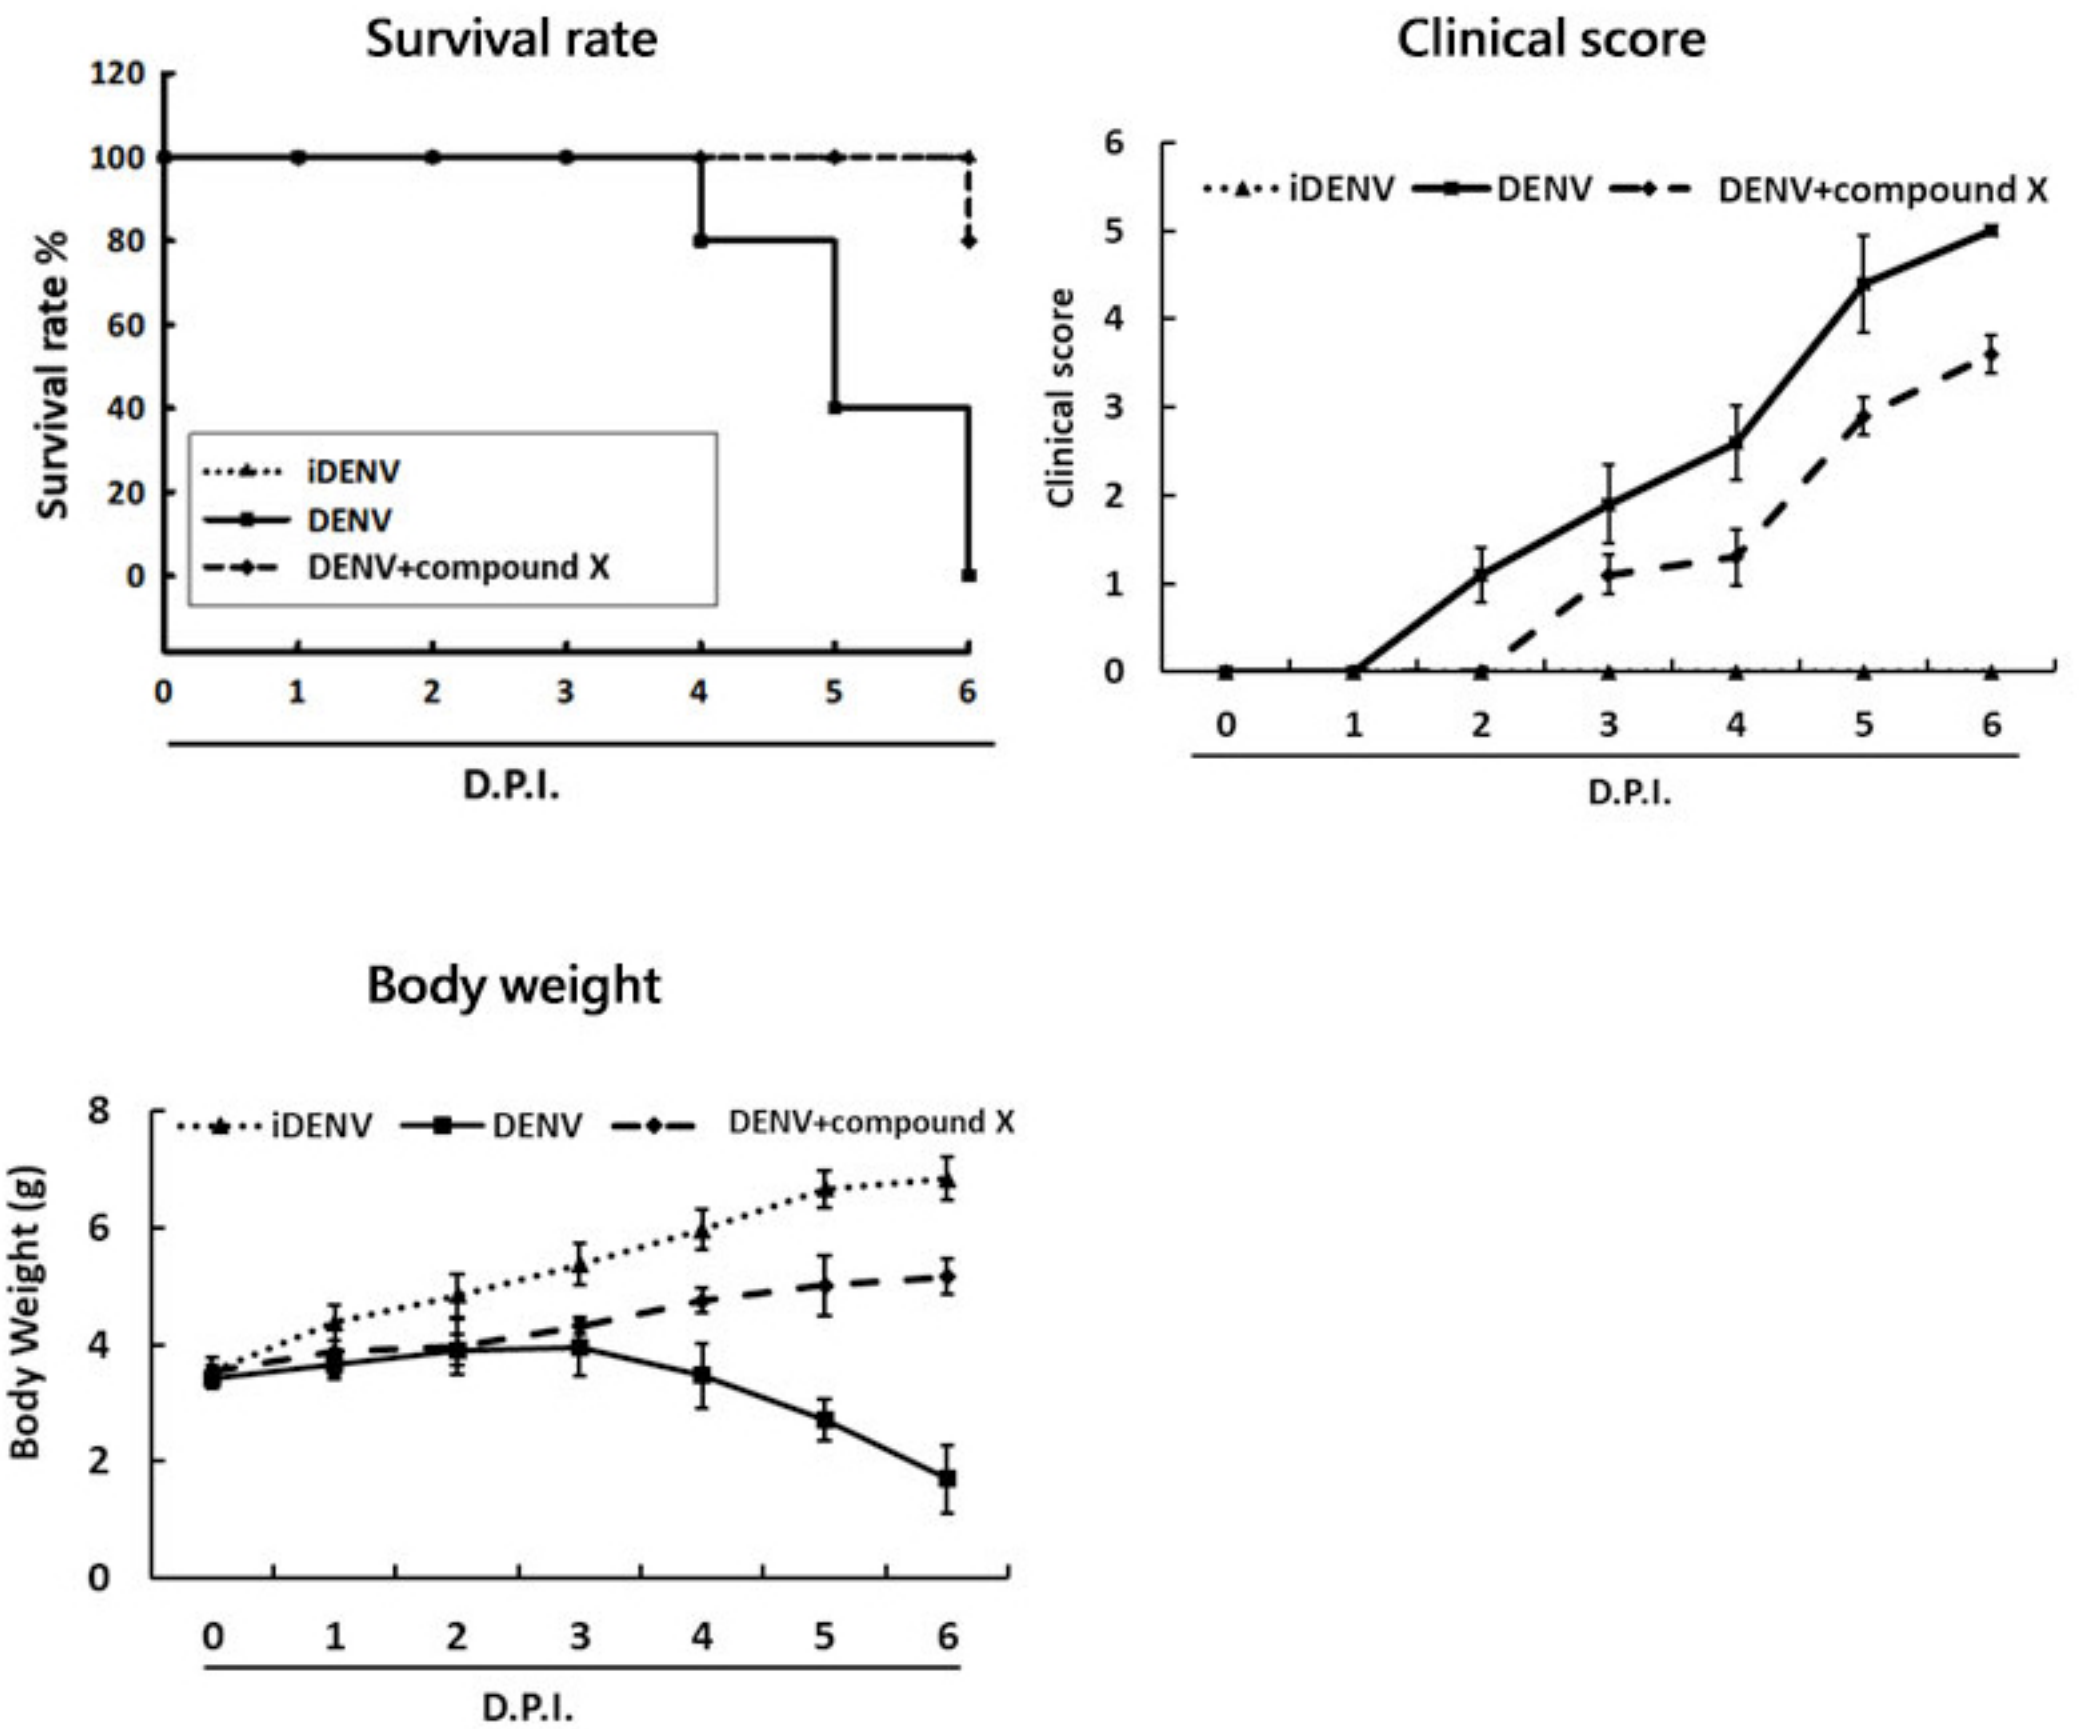 Survival rate
120
100
80
60
40
20
0
Survival rate %
iDENV
DENV
DENV+compound X
0 1 2 3 4 5 6
D.P.I.
Clinical score
6
5
4
3
2
1
0
Clinical score
iDENV DENV DENV+compound X
0 1 2 3 4 5 6
D.P.I.
Body weight
8
6
4
2
0
Body Weight (g)
iDENV DENV DENV+compound X
0 1 2 3 4 5 6
D.P.I.